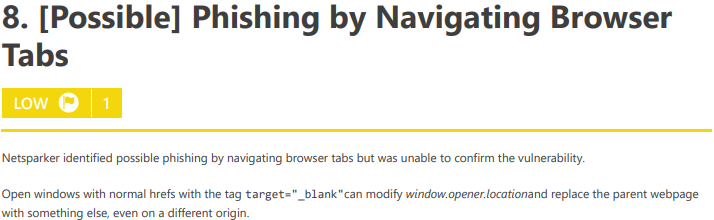 8. [Possible] Phishing by Navigating Browser
Tabs
LOW 1
Netsparker identified possible phishing by navigating browser tabs but was unable to confirm the vulnerability.
Open windows with normal hrefs with the tag target="_blank"can modify window.opener.locationand replace the parent webpage
with something else, even on a different origin.